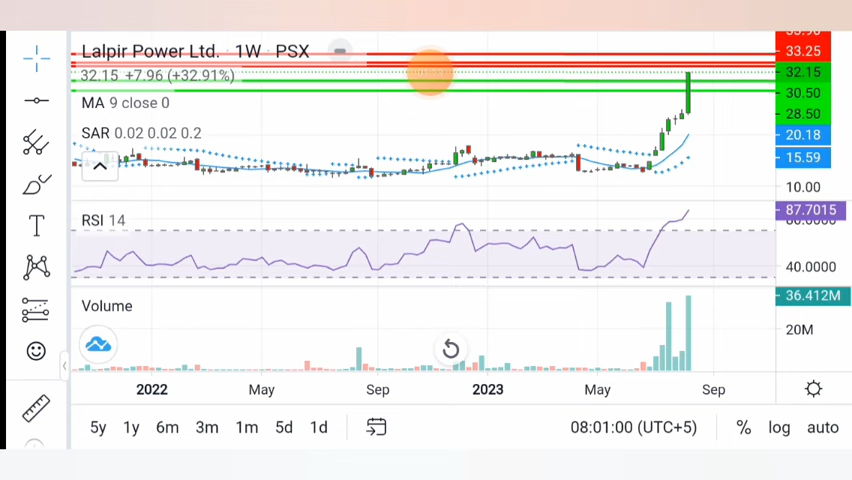 Lalpir Power Ltd. · 1W · PSX
32.15 +7.96 (+32.91%)
MA 9 close 0
SAR 0.02 0.02 0.2
33.25
32.15
30.50
28.50
20.18
15.59
10.00
RSI 14
87.7015
40.0000
Volume
36.412M
20M
2022 May Sep 2023 May Sep
5y 1y 6m 3m 1m 5d 1d 08:01:00 (UTC+5) % log auto
T